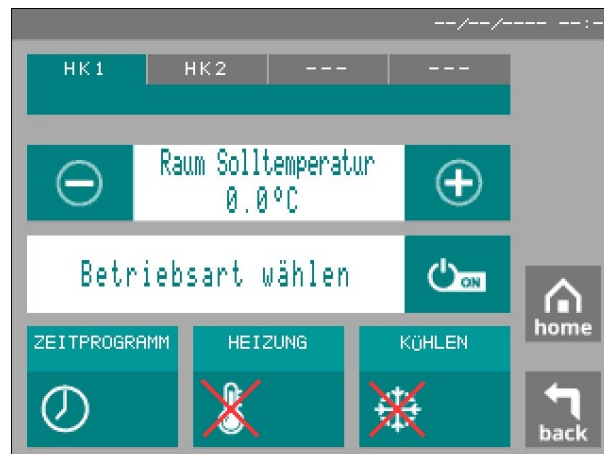 --/--/---- --:-
HK1 HK2 --- ---
Raum Solltemperatur
0.0°C
Betriebsart wählen
ON
ZEITPROGRAMM HEIZUNG KüHLEN
home
back